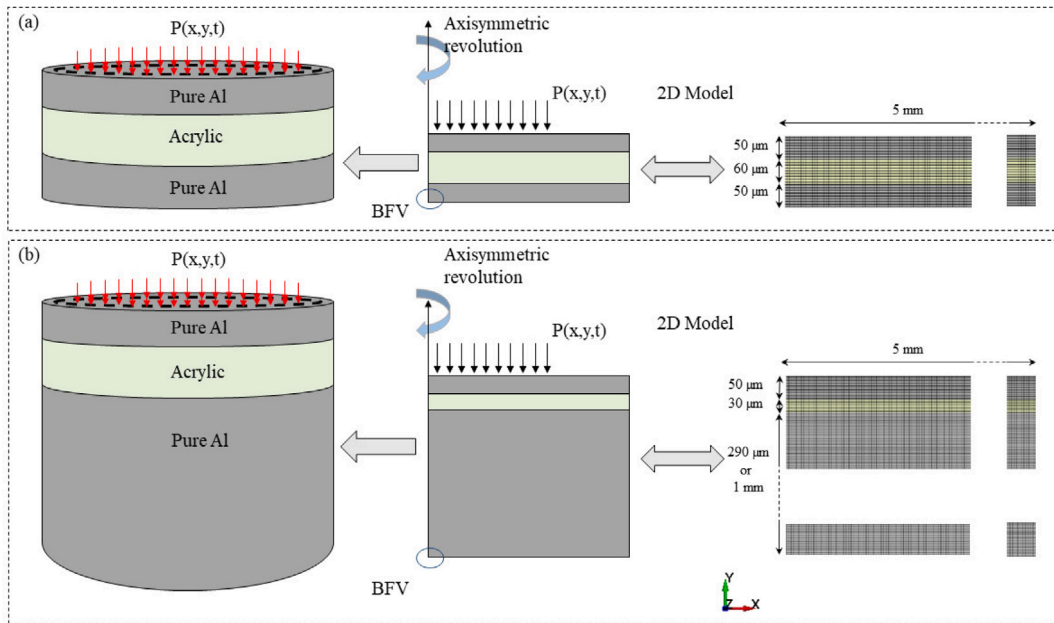 (a)
P(x,y,t)
Pure Al
Acrylic
Pure Al
Axisymmetric
revolution
P(x,y,t)
BFV
2D Model
5 mm
50 μm
60 μm
50 μm
(b)
P(x,y,t)
Pure Al
Acrylic
Pure Al
Axisymmetric
revolution
P(x,y,t)
BFV
2D Model
5 mm
50 μm
30 μm
290 μm
or
1 mm
Y
Z
X